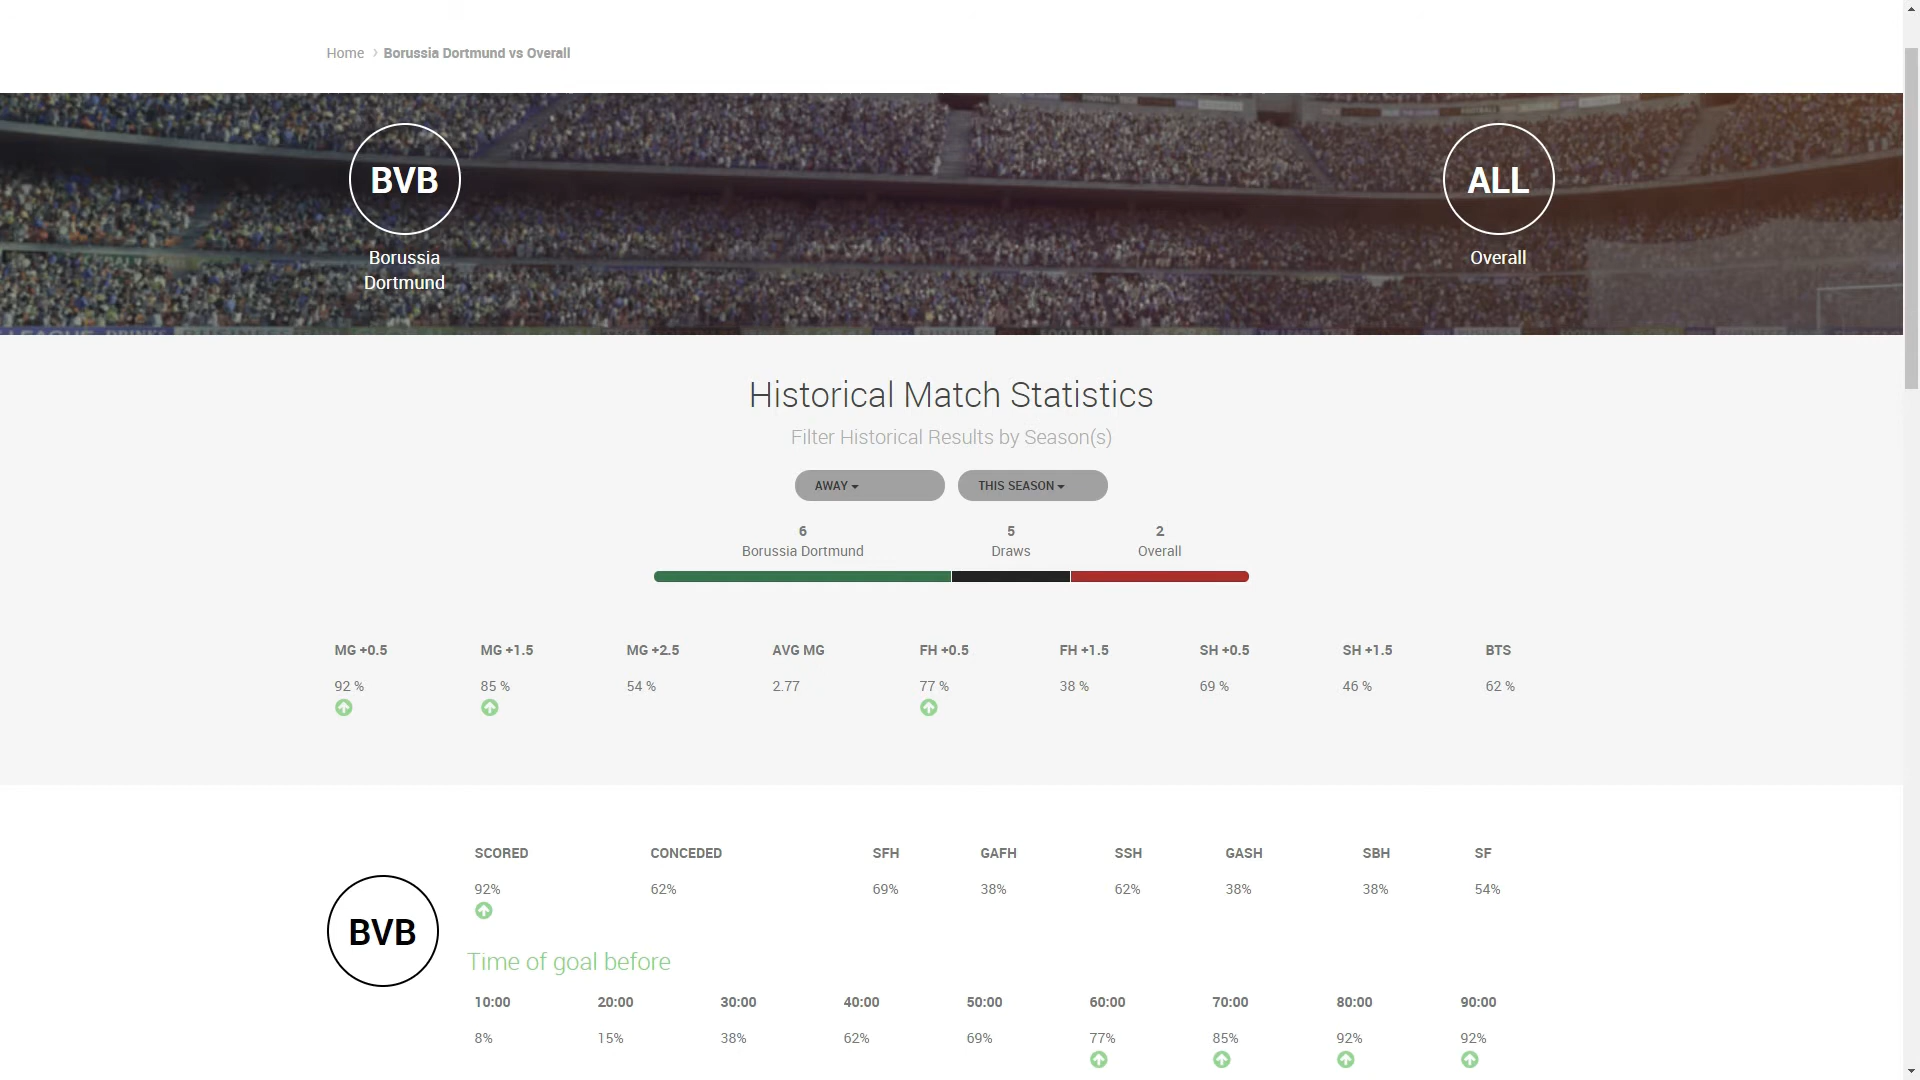 Home › Borussia Dortmund vs Overall
BVB
Borussia
Dortmund
ALL
Overall
Historical Match Statistics
Filter Historical Results by Season(s)
AWAY THIS SEASON
6 5 2
Borussia Dortmund Draws Overall
MG +0.5 MG +1.5 MG +2.5 AVG MG FH +0.5 FH +1.5 SH +0.5 SH +1.5 BTS
92 % 85 % 54 % 2.77 77 % 38 % 69 % 46 % 62 %
SCORED CONCEDED SFH GAFH SSH GASH SBH SF
92% 62% 69% 38% 62% 38% 38% 54%
BVB
Time of goal before
10:00 20:00 30:00 40:00 50:00 60:00 70:00 80:00 90:00
8% 15% 38% 62% 69% 77% 85% 92% 92%